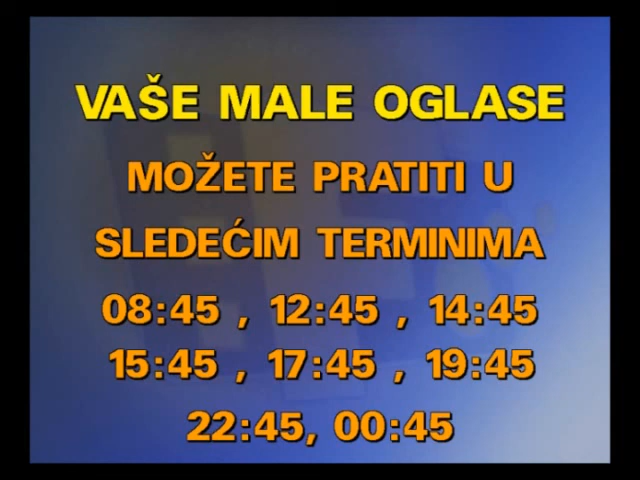 VAŠE MALE OGLASE
MOŽETE PRATITI U
SLEDEĆIM TERMINIMA
08:45 , 12:45 , 14:45
15:45 , 17:45 , 19:45
22:45, 00:45